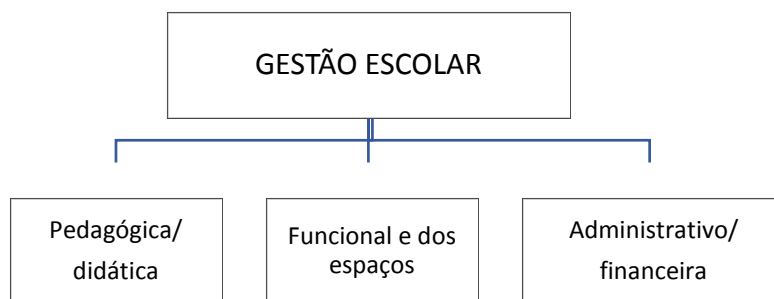 GESTÃO ESCOLAR
Pedagógica/
didática
Funcional e dos
espaços
Administrativo/
financeira